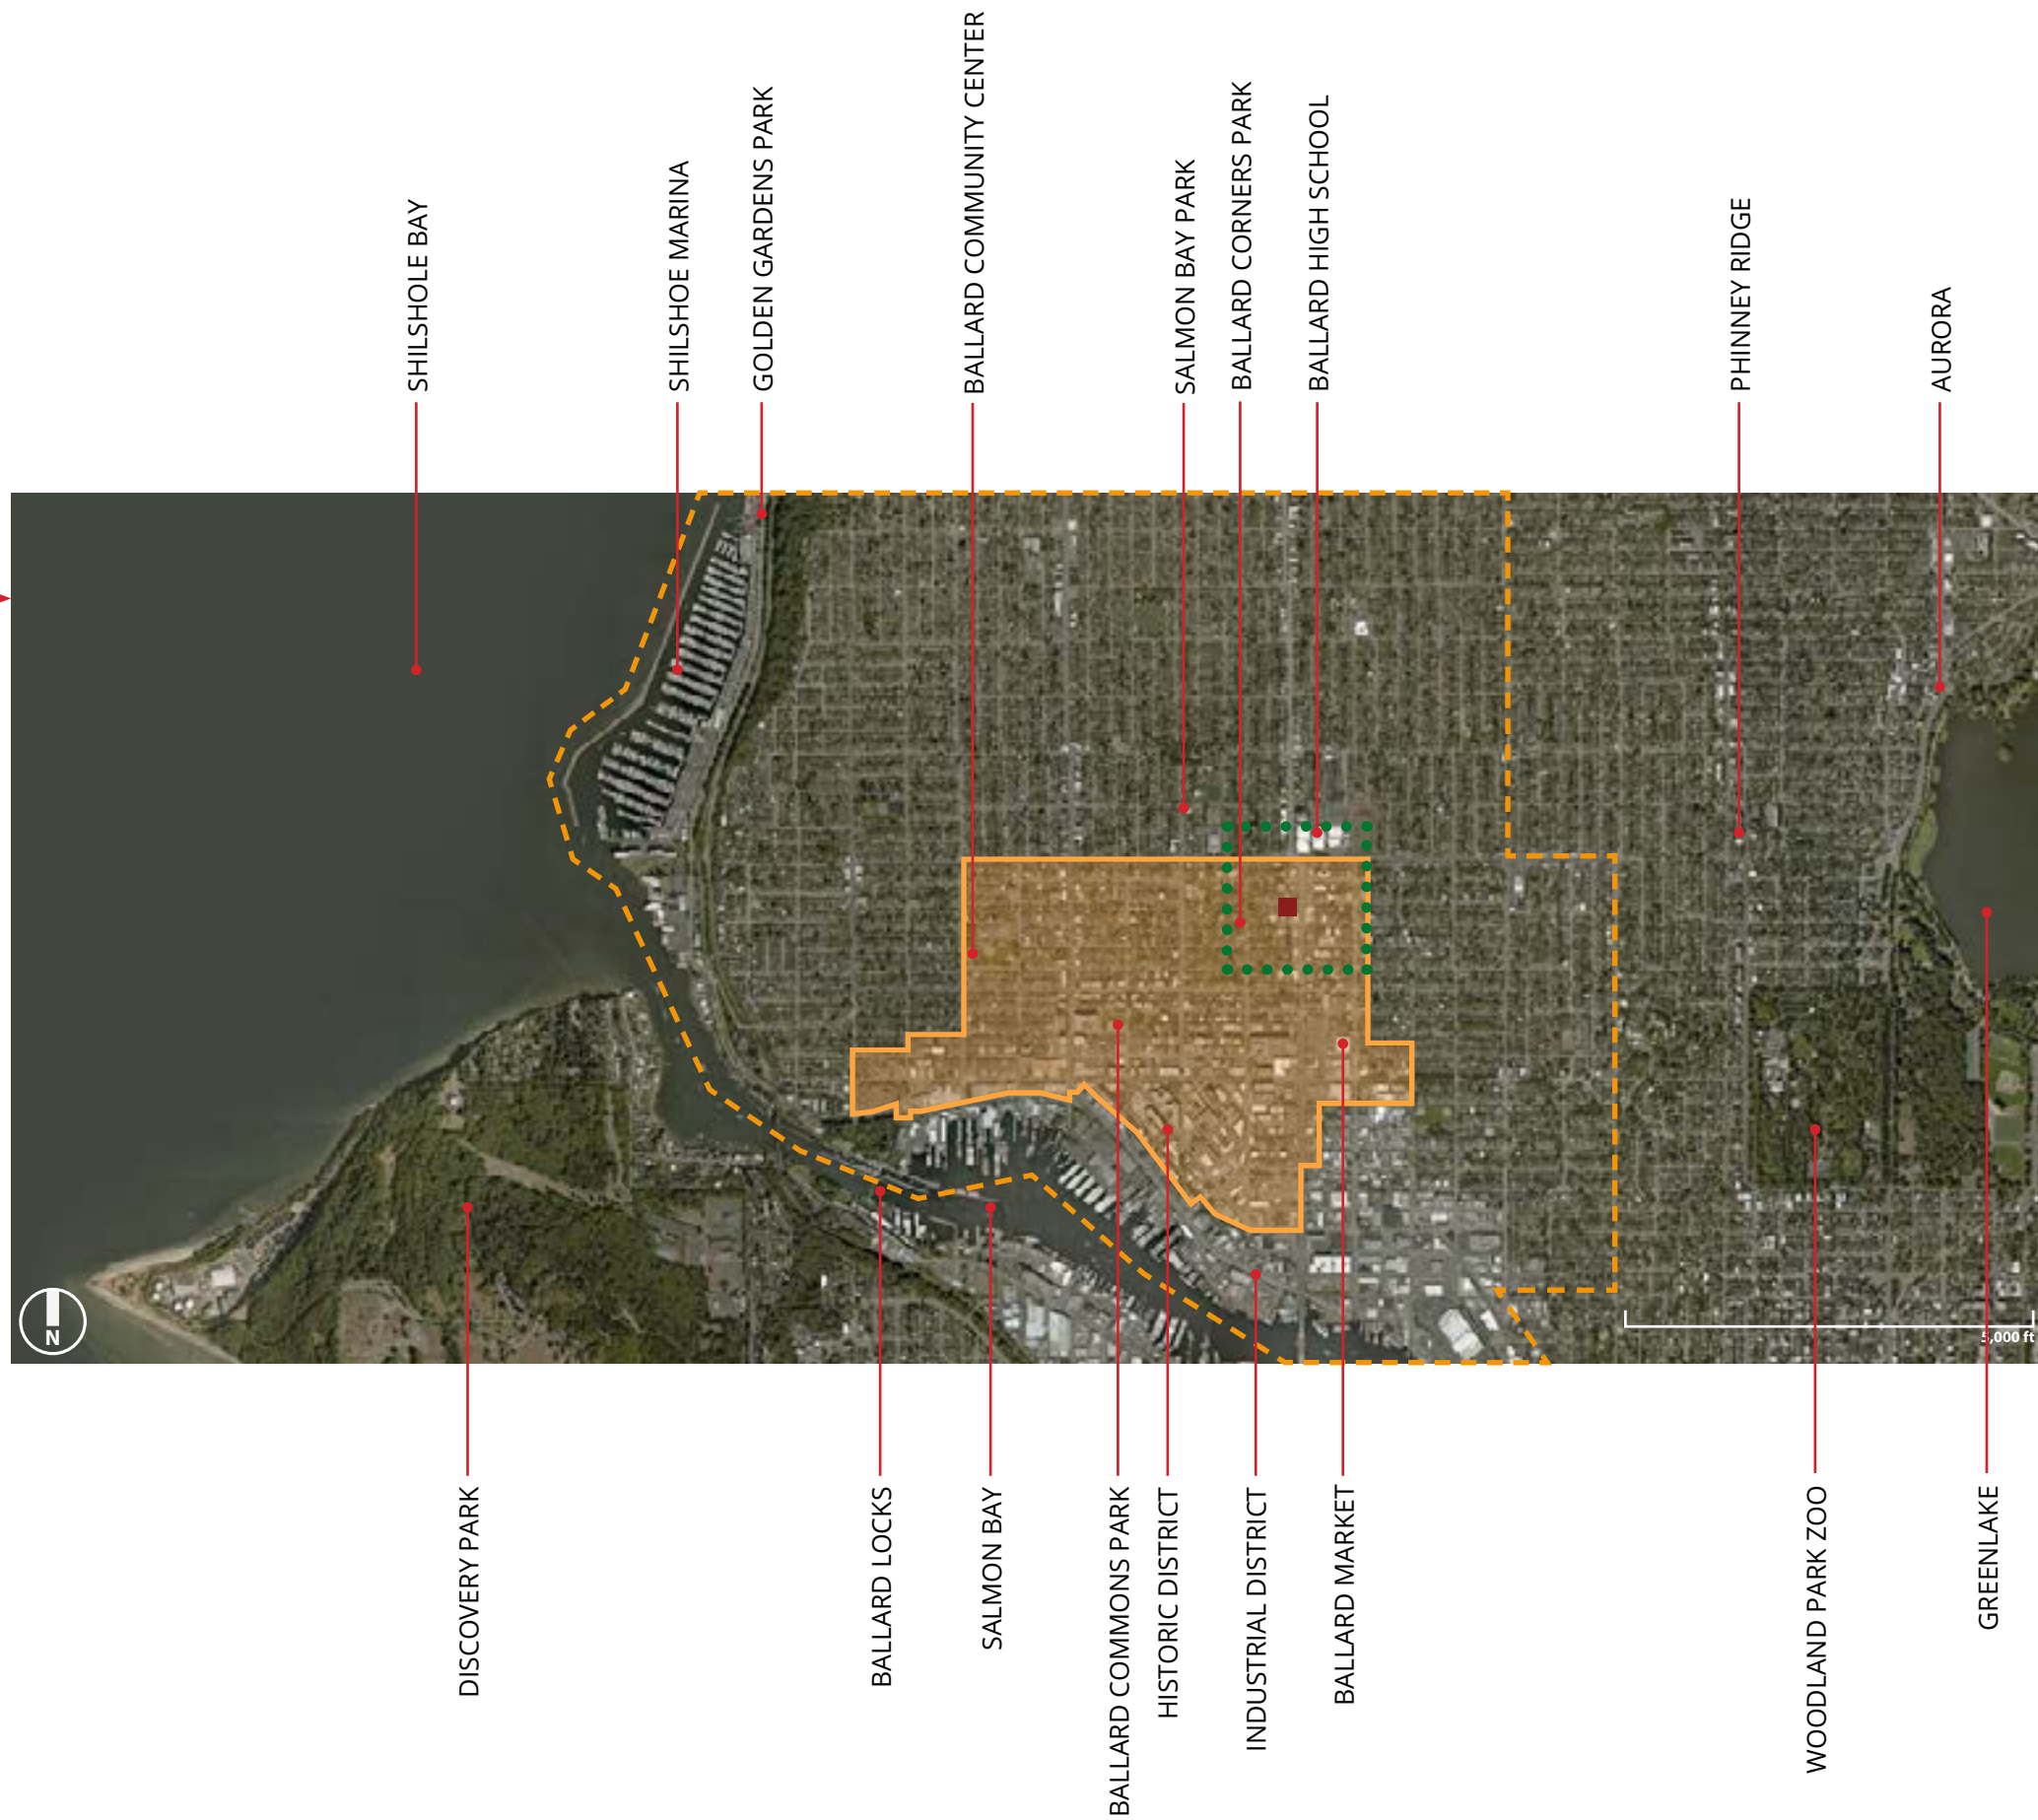 SHILSHOLE BAY
SHILSHOE MARINA
GOLDEN GARDENS PARK
BALLARD COMMUNITY CENTER
SALMON BAY PARK
BALLARD CORNERS PARK
BALLARD HIGH SCHOOL
PHINNEY RIDGE
AURORA
N
5,000 ft
DISCOVERY PARK
BALLARD LOCKS
SALMON BAY
BALLARD COMMONS PARK
HISTORIC DISTRICT
INDUSTRIAL DISTRICT
BALLARD MARKET
WOODLAND PARK ZOO
GREENLAKE